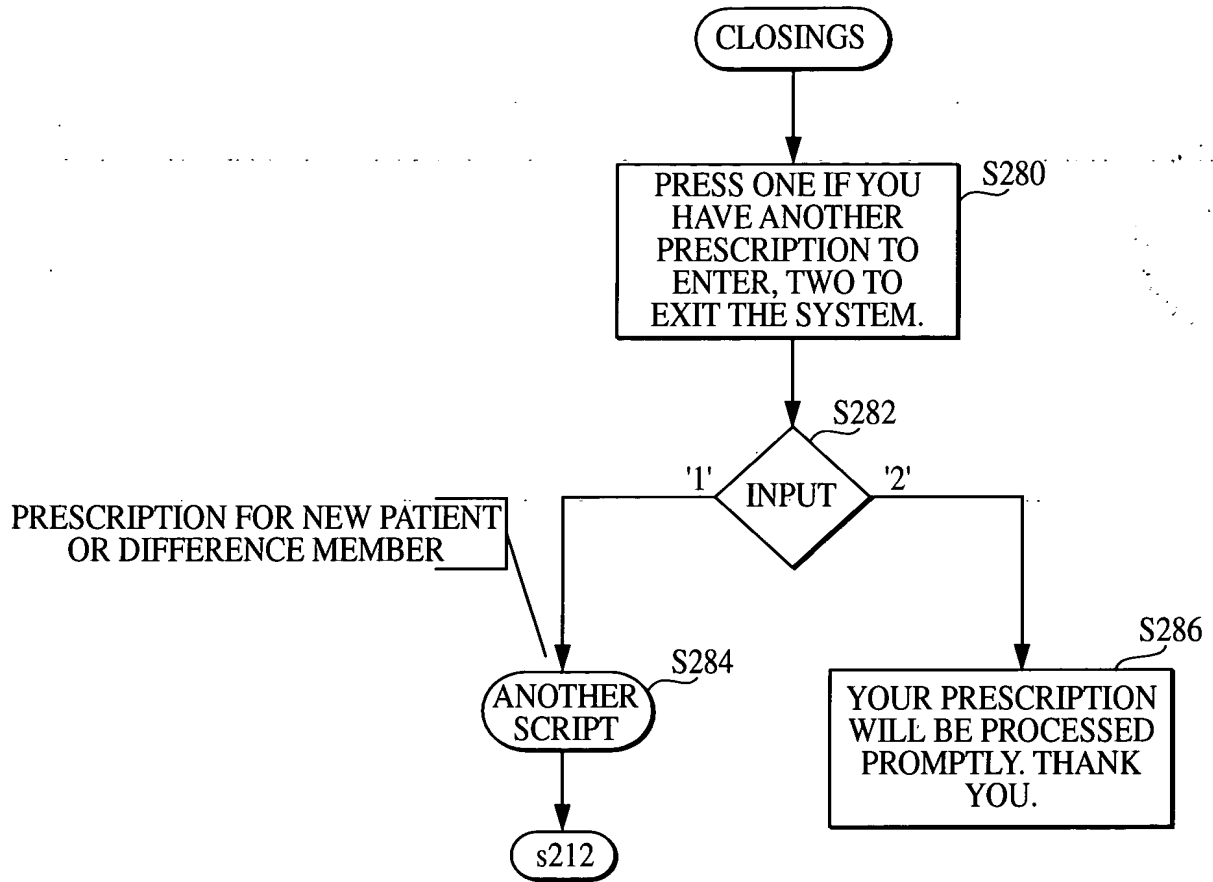 CLOSINGS
PRESS ONE IF YOU
HAVE ANOTHER
PRESCRIPTION TO
ENTER, TWO TO
EXIT THE SYSTEM.
S280
S282
'1'
INPUT
'2'
PRESCRIPTION FOR NEW PATIENT
OR DIFFERENCE MEMBER
S284
ANOTHER
SCRIPT
S286
YOUR PRESCRIPTION
WILL BE PROCESSED
PROMPTLY. THANK
YOU.
s212